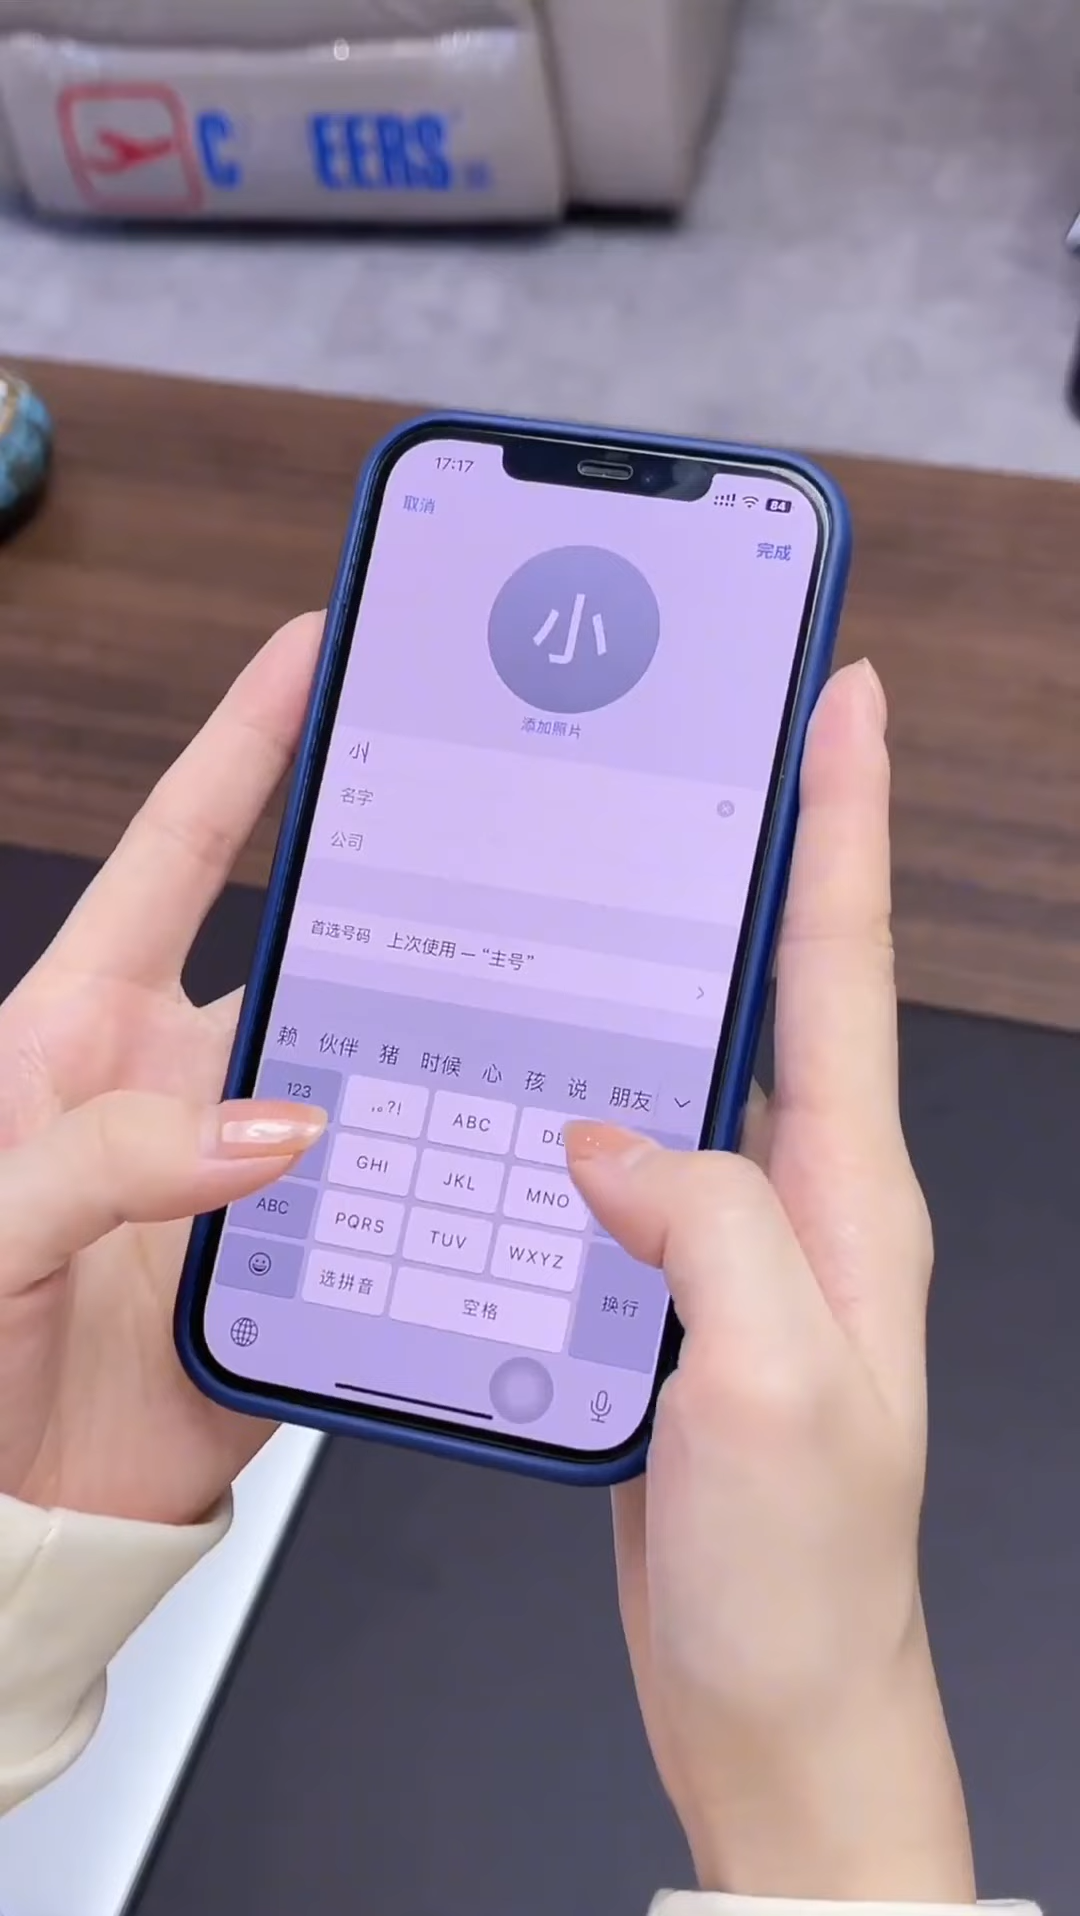 C EERS
17:17
84
取消
完成
小
添加照片
小
名字
公司
首选号码 上次使用 — “主号”
赖 伙伴 猪 时候 心 孩 说 朋友
123 ,。?! ABC
GHI JKL MNO
ABC PQRS TUV WXYZ
选拼音 空格 换行